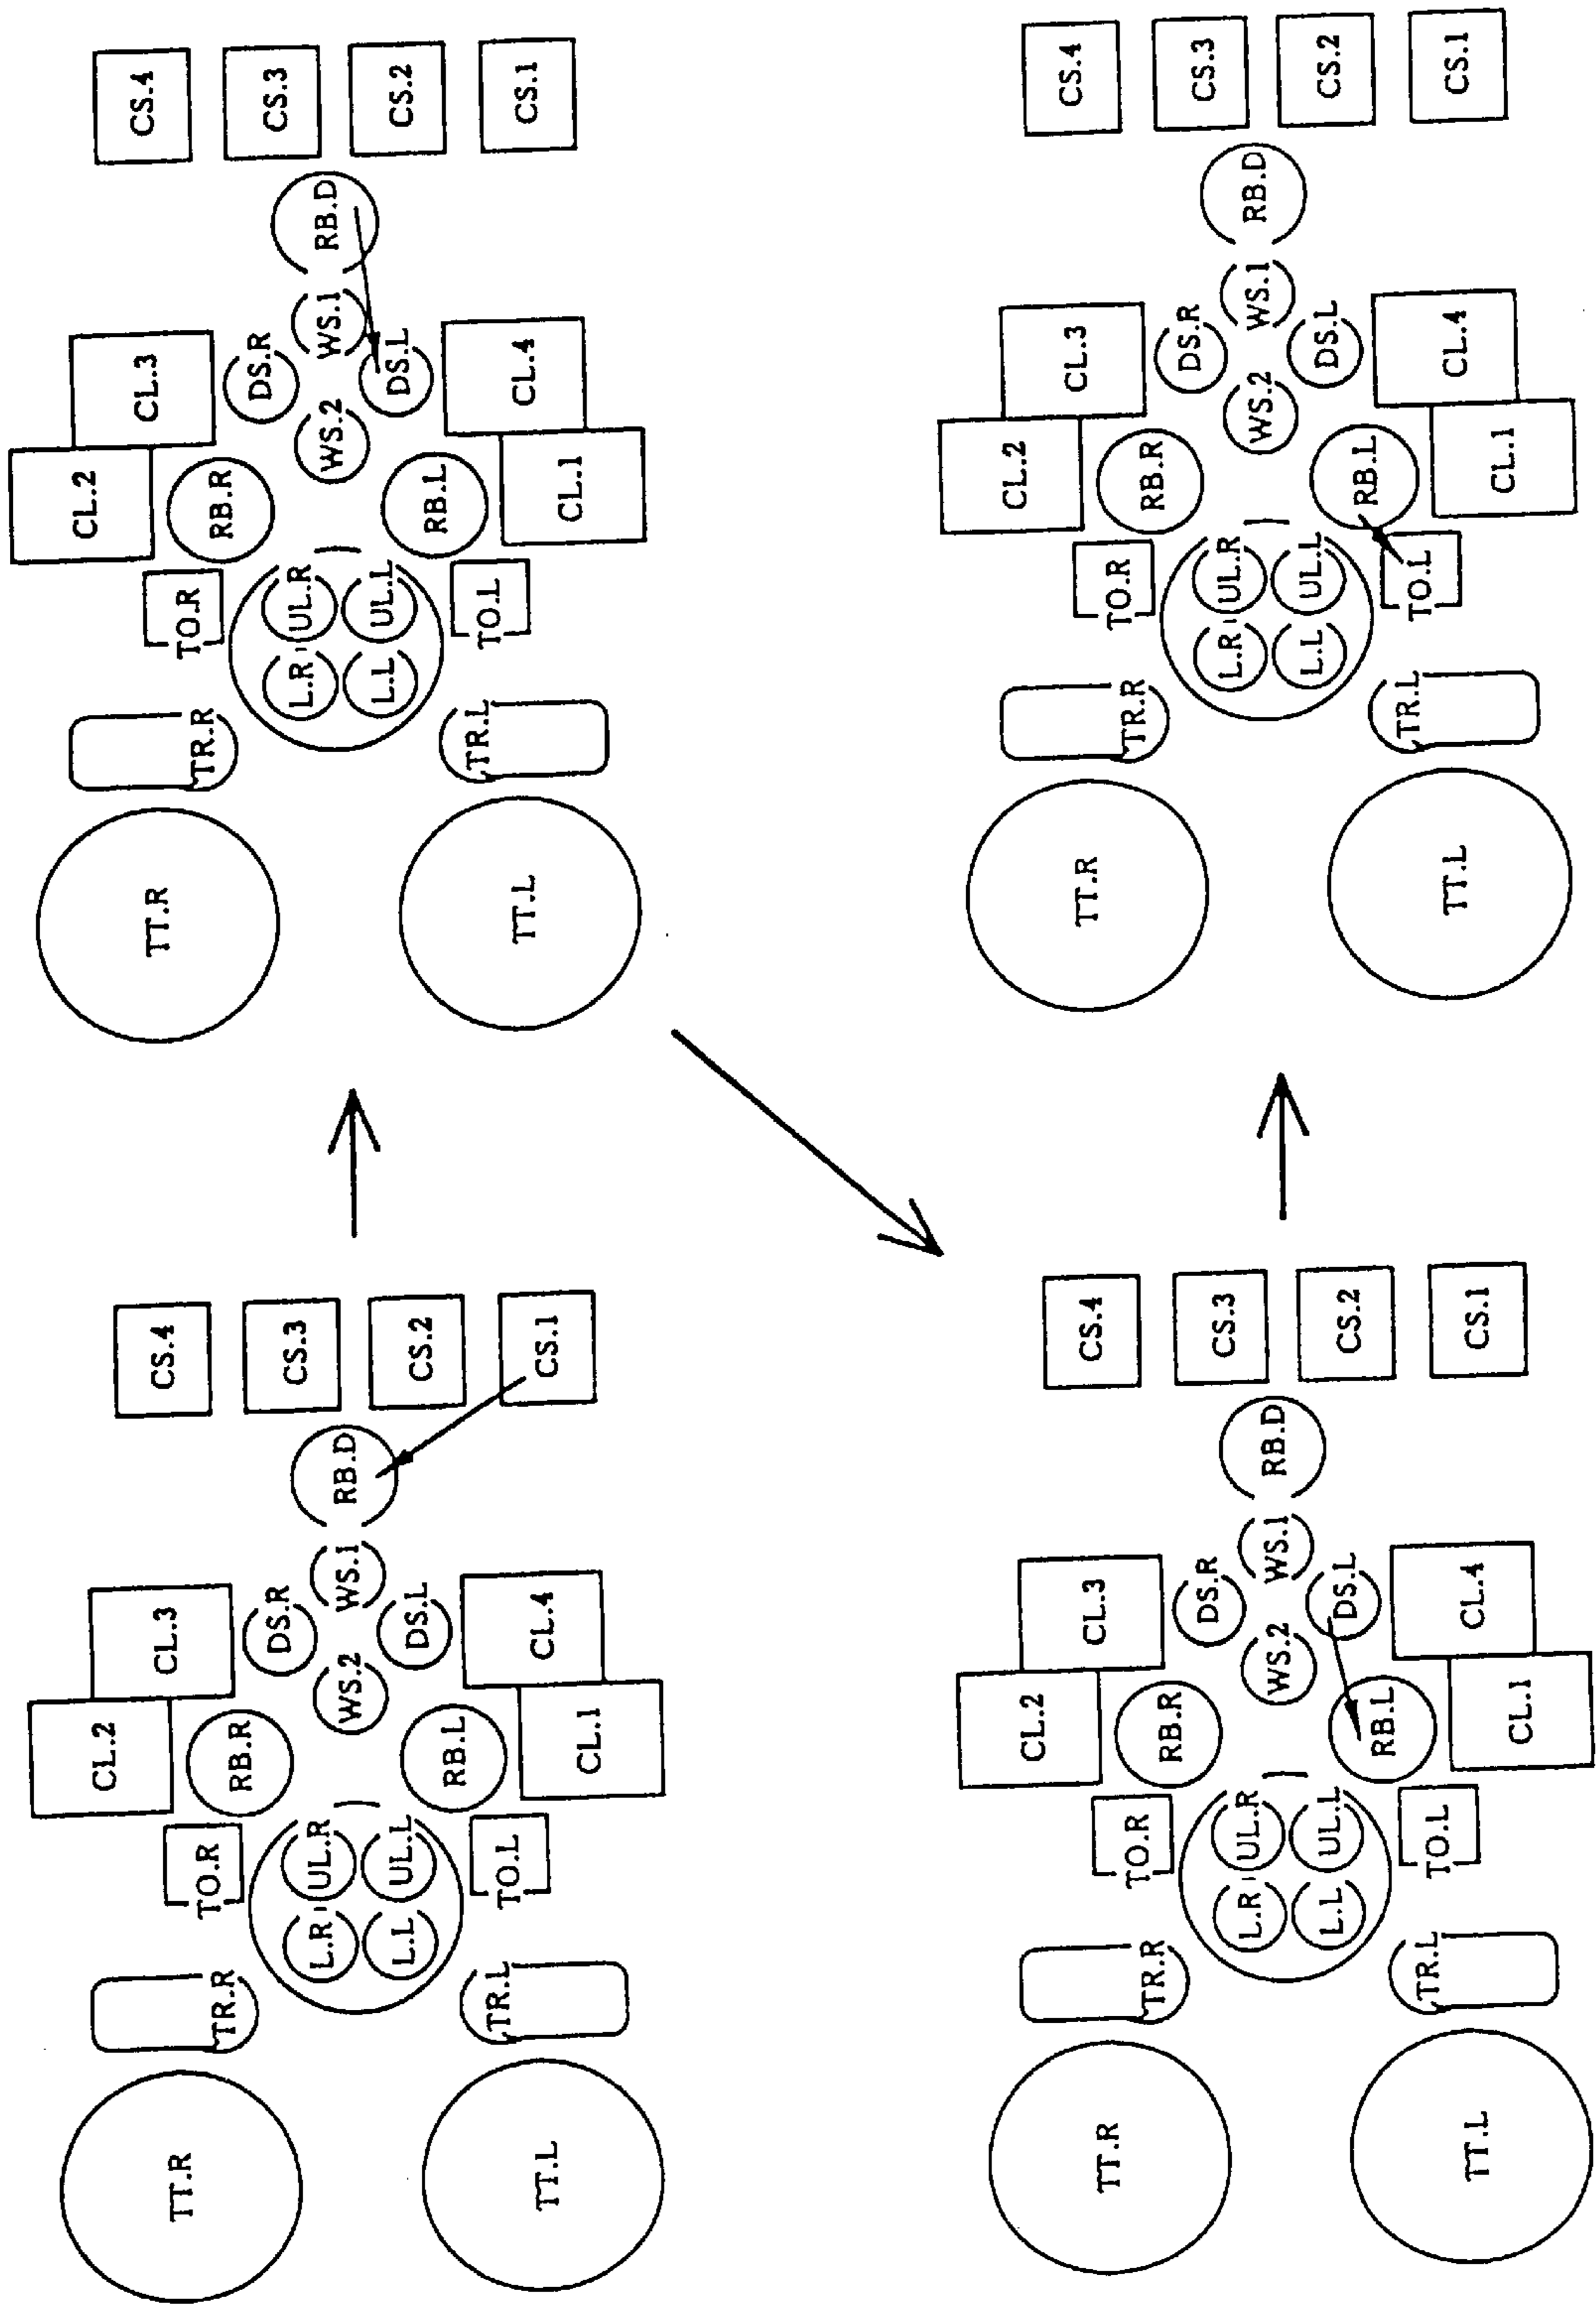 CL.2
CL.3
CS.4
TT.R
TR.R
TO.R
RB.R
DS.R
CS.3
L.R
UL.R
WS.2
WS.1
RB.D
L.L
UL.L
DS.L
CS.2
RB.L
TR.L
TO.L
CL.4
CS.1
TT.L
CL.1
CL.2
CL.3
CS.4
TT.R
TR.R
TO.R
RB.R
DS.R
CS.3
L.R
UL.R
WS.2
WS.1
RB.D
L.L
UL.L
DS.L
CS.2
RB.L
TR.L
TO.L
CL.4
CS.1
TT.L
CL.1
CL.2
CL.3
CS.4
TT.R
TR.R
TO.R
RB.R
DS.R
CS.3
L.R
UL.R
WS.2
WS.1
RB.D
L.L
UL.L
DS.L
CS.2
RB.L
TR.L
TO.L
CL.4
CS.1
TT.L
CL.1
CL.2
CL.3
CS.4
TT.R
TR.R
TO.R
RB.R
DS.R
CS.3
L.R
UL.R
WS.2
WS.1
RB.D
L.L
UL.L
DS.L
CS.2
RB.L
TR.L
TO.L
CL.4
CS.1
TT.L
CL.1